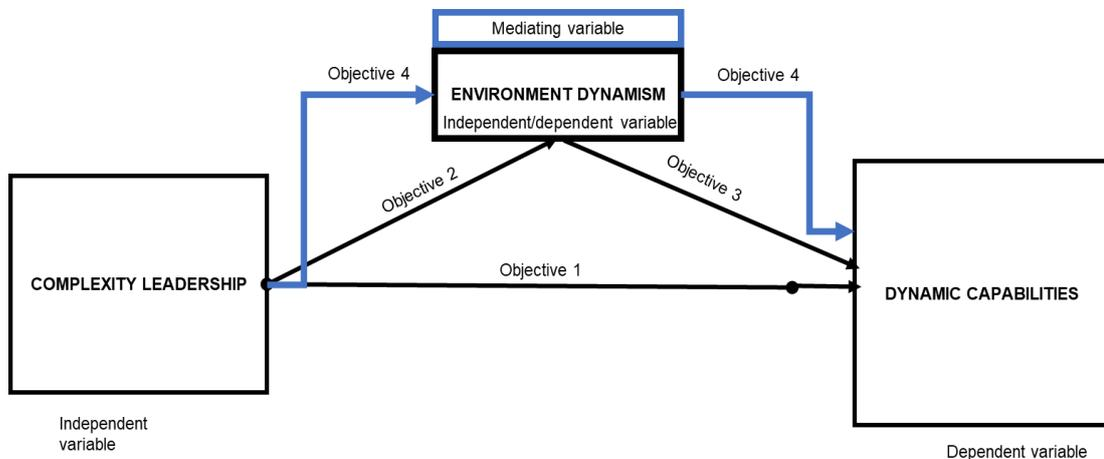 Mediating variable
Objective 4
Objective 4
ENVIRONMENT DYNAMISM
Independent/dependent variable
Objective 2
Objective 3
COMPLEXITY LEADERSHIP
Objective 1
DYNAMIC CAPABILITIES
Independent
variable
Dependent variable